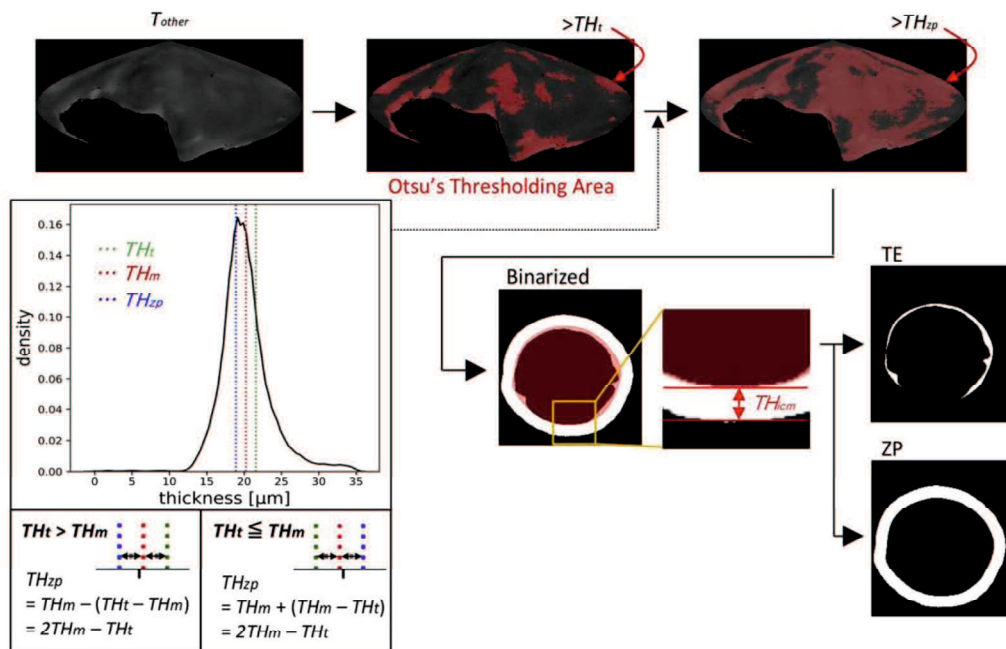 Tother
>THt
>THzp
Otsu's Thresholding Area
0.16
0.14
0.12
0.10
0.08
0.06
0.04
0.02
0.00
density
THt
THm
THzp
0 5 10 15 20 25 30 35
thickness [μm]
THt > THm
THzp
= THm − (THt − THm)
= 2THm − THt
THt ≦ THm
THzp
= THm + (THm − THt)
= 2THm − THt
Binarized
THicm
TE
ZP